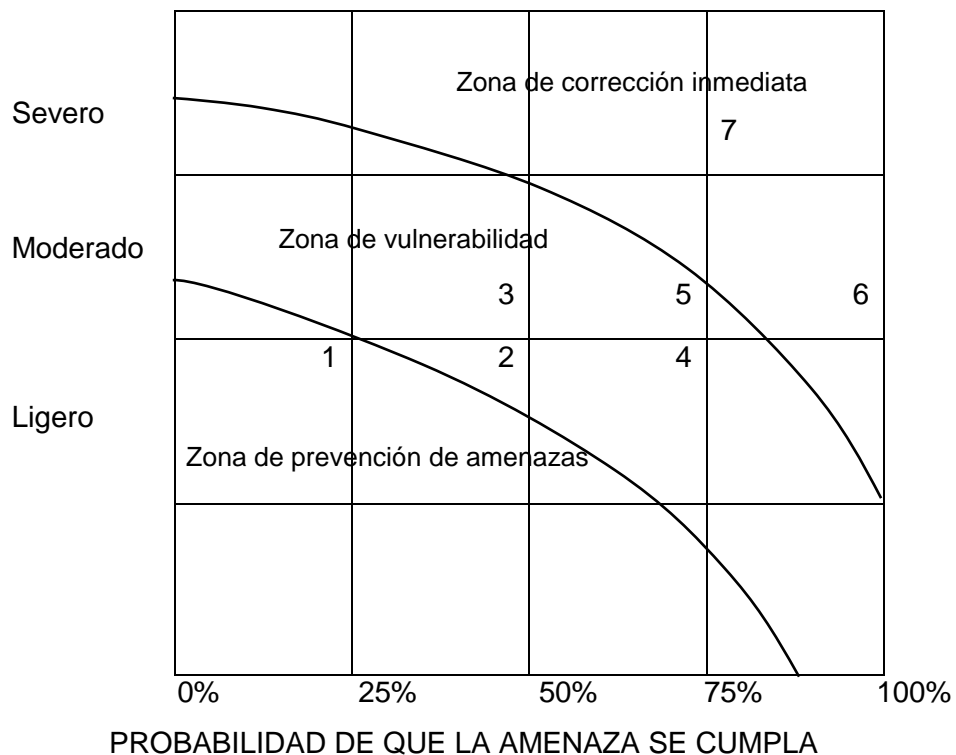 Zona de corrección inmediata
Severo
7
Zona de vulnerabilidad
Moderado
3 5 6
1 2 4
Ligero
Zona de prevención de amenazas
0% 25% 50% 75% 100%
PROBABILIDAD DE QUE LA AMENAZA SE CUMPLA